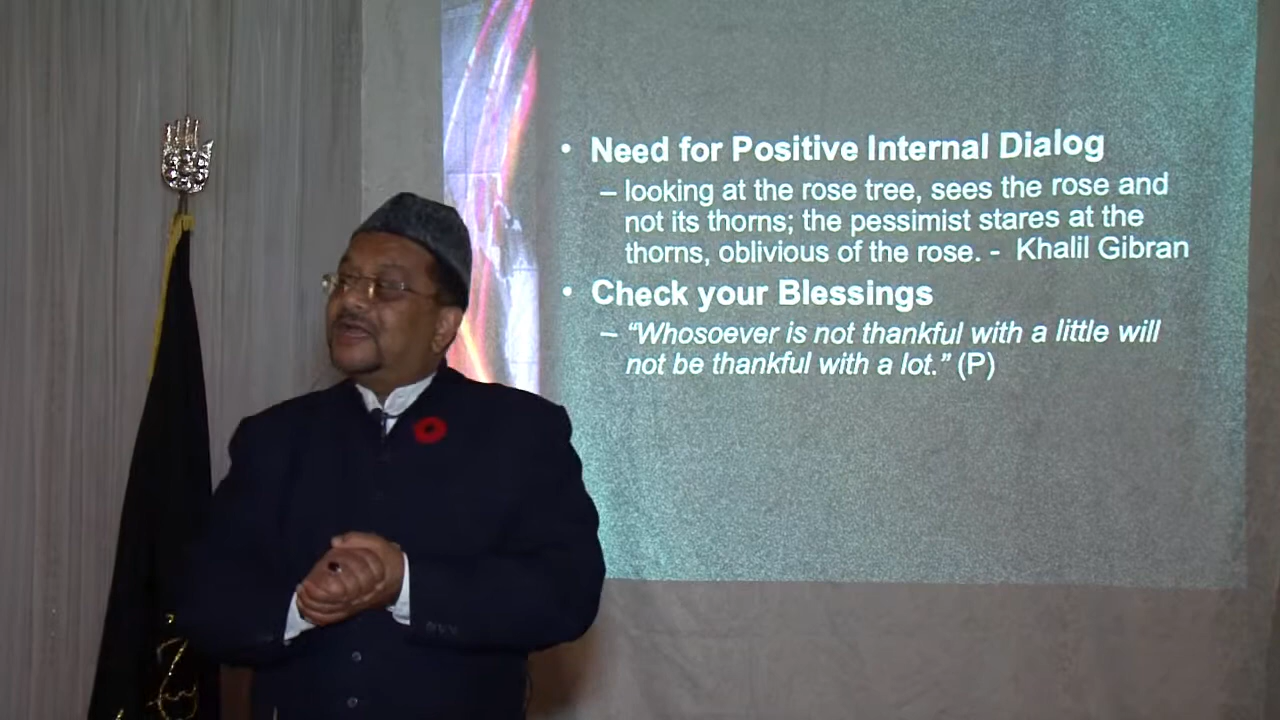 • Need for Positive Internal Dialog
– looking at the rose tree, sees the rose and
not its thorns; the pessimist stares at the
thorns, oblivious of the rose. - Khalil Gibran
• Check your Blessings
– “Whosoever is not thankful with a little will
not be thankful with a lot.” (P)